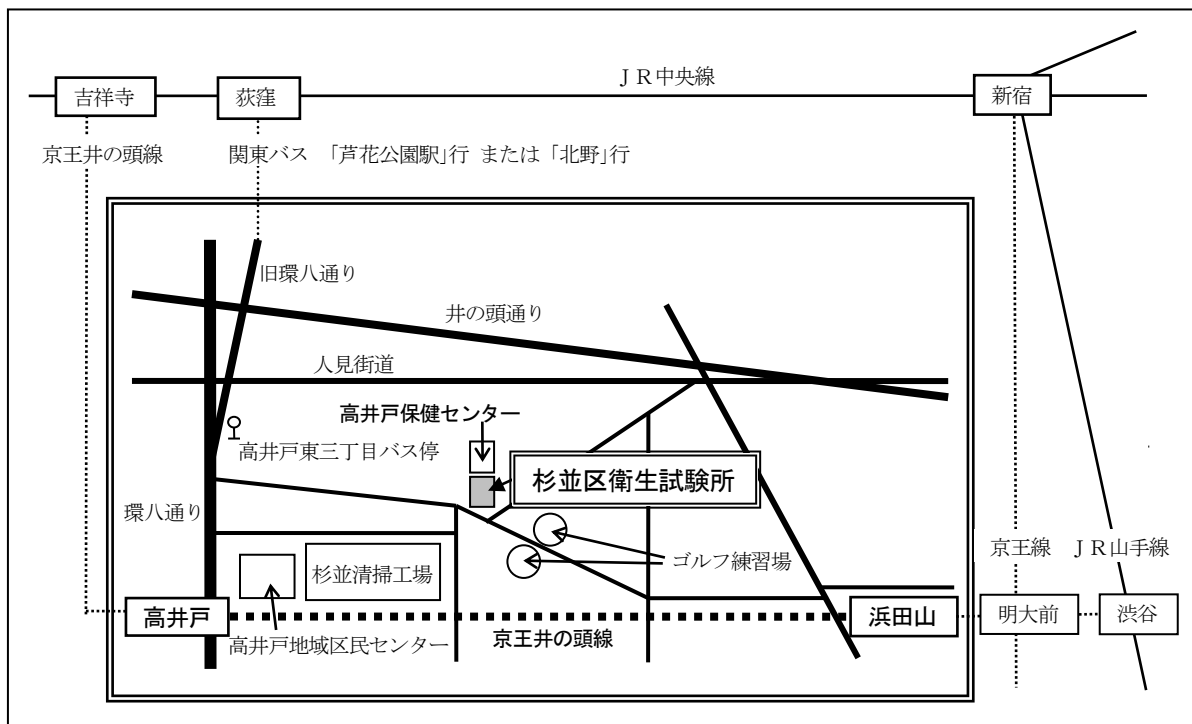 ＪＲ中央線
吉祥寺
荻窪
新宿
京王井の頭線
関東バス 「芦花公園駅」行 または「北野」行
旧環八通り
井の頭通り
人見街道
高井戸保健センター
高井戸東三丁目バス停
杉並区衛生試験所
環八通り
ゴルフ練習場
京王線
ＪＲ山手線
杉並清掃工場
高井戸
浜田山
明大前
渋谷
高井戸地域区民センター
京王井の頭線